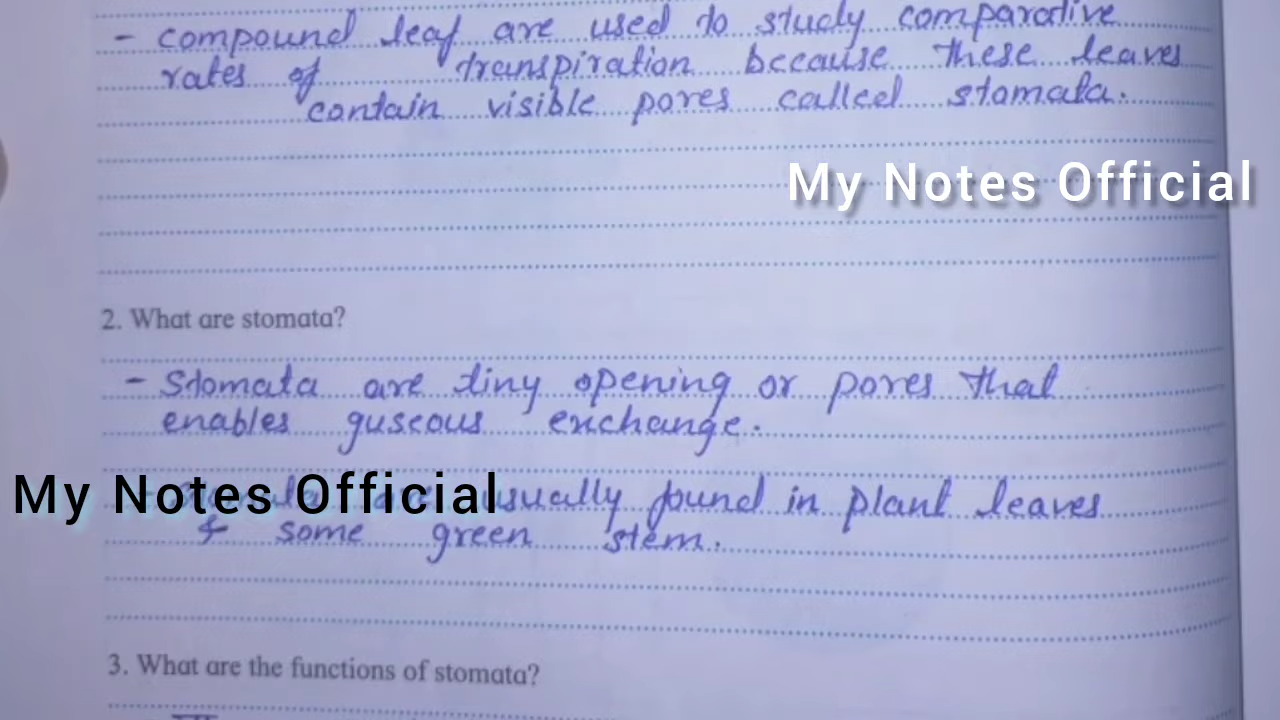 - compound leaf are used to study comparative
rates of transpiration because these leaves
contain visible pores called stomata.
My Notes Official
2. What are stomata?
- Stomata are tiny opening or pores that
enables guseous exchange.
My Notes Official
usually found in plant leaves
& some green stem.
3. What are the functions of stomata?